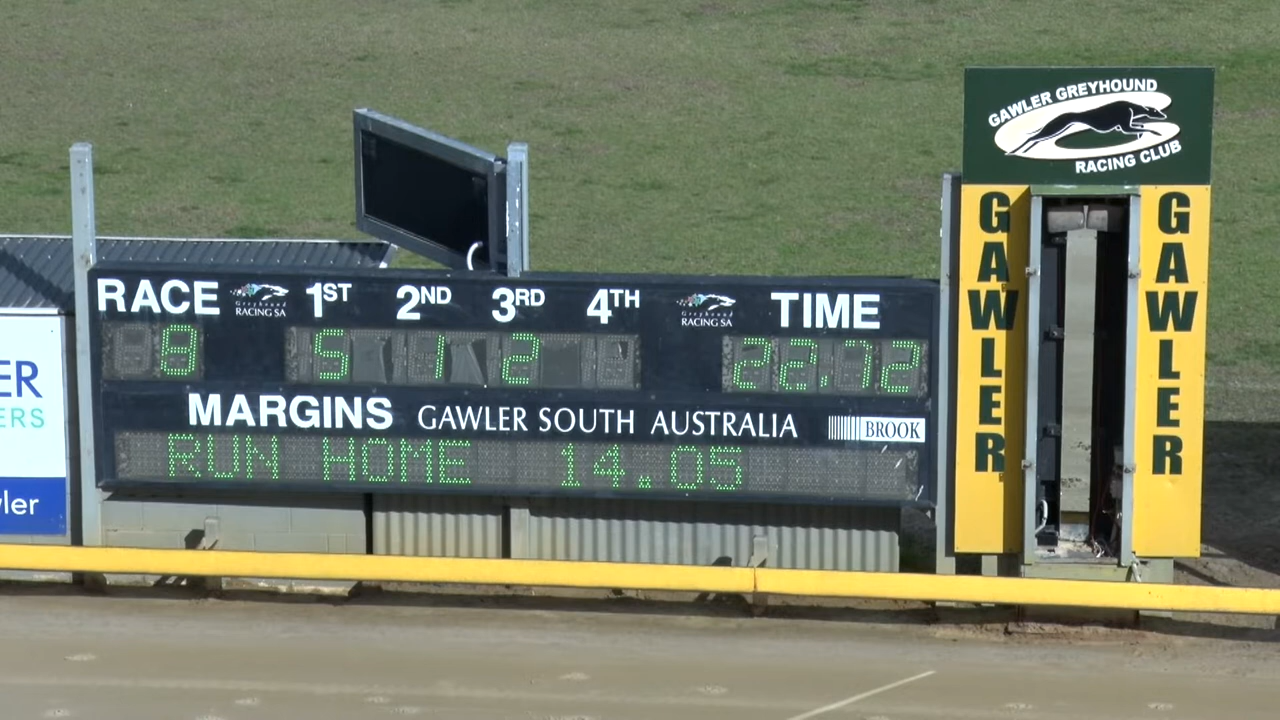 GAWLER GREYHOUND
RACING CLUB
GAWLER
GAWLER
RACE
Greyhound
RACING SA
1ST
2ND
3RD
4TH
Greyhound
RACING SA
TIME
8
5
1
2
22.72
MARGINS
GAWLER SOUTH AUSTRALIA
BROOK
RUN HOME 14.05
ER
ERS
ler